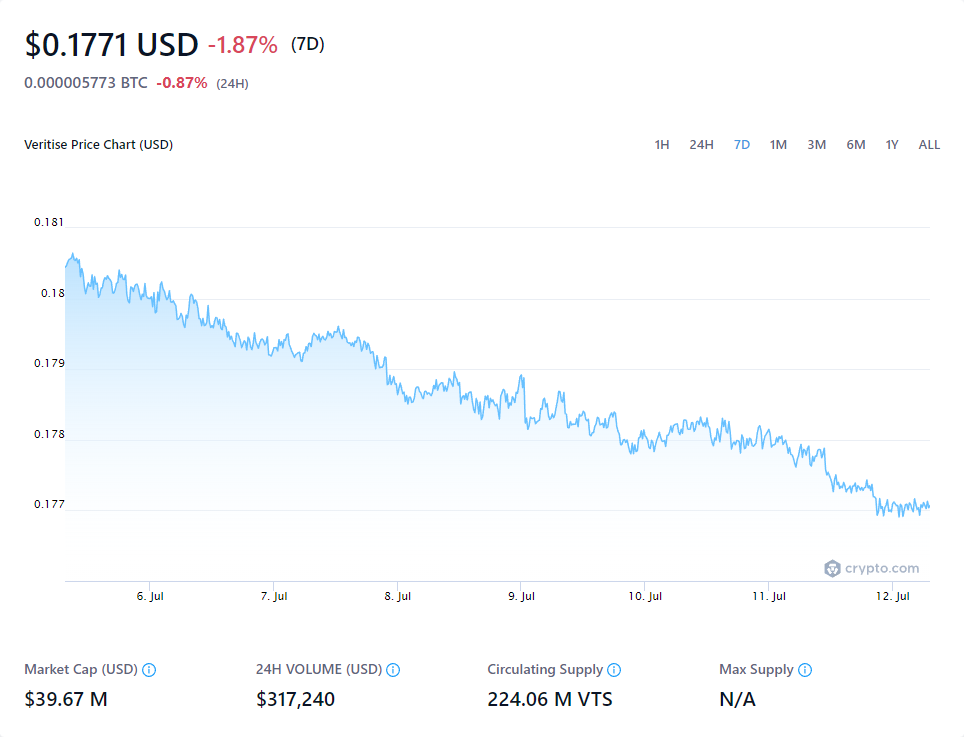 $0.1771 USD -1.87% (7D)
0.000005773 BTC -0.87% (24H)
Veritise Price Chart (USD)
1H 24H 7D 1M 3M 6M 1Y ALL
0.181
0.18
0.179
0.178
0.177
crypto.com
6. Jul 7. Jul 8. Jul 9. Jul 10. Jul 11. Jul 12. Jul
Market Cap (USD) 24H VOLUME (USD) Circulating Supply Max Supply
$39.67 M $317,240 224.06 M VTS N/A